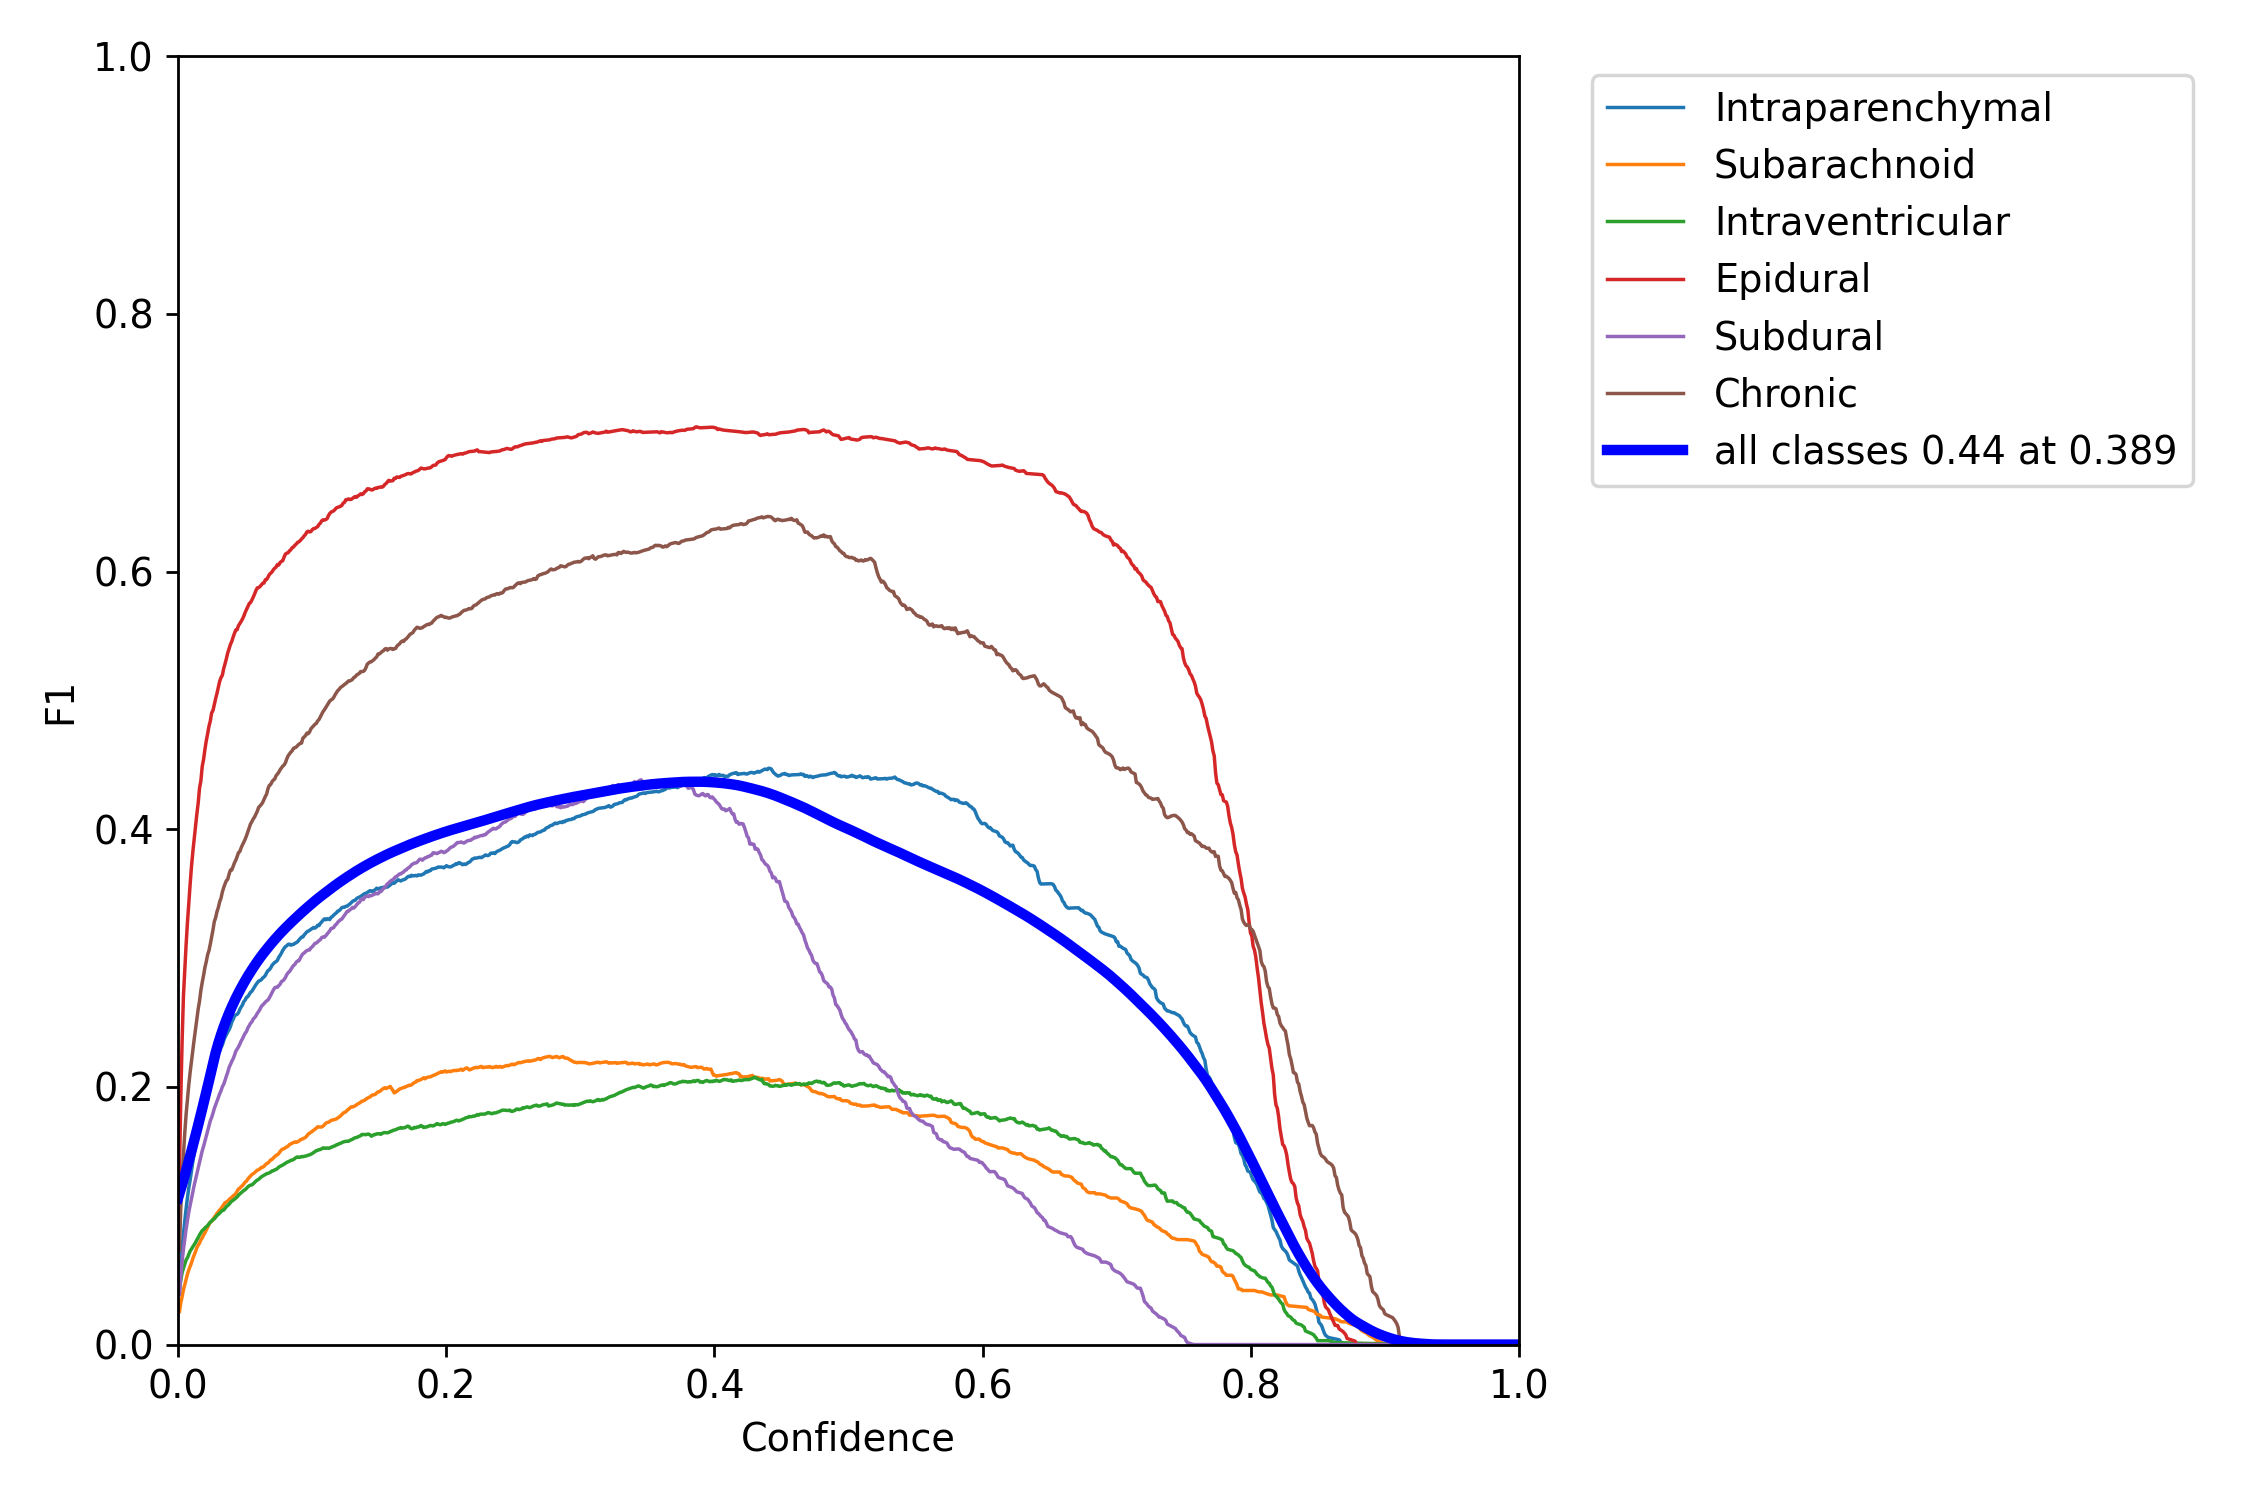 1.0
0.8
0.6
0.4
0.2
0.0
F1
0.0 0.2 0.4 0.6 0.8 1.0
Confidence
Intraparenchymal
Subarachnoid
Intraventricular
Epidural
Subdural
Chronic
all classes 0.44 at 0.389